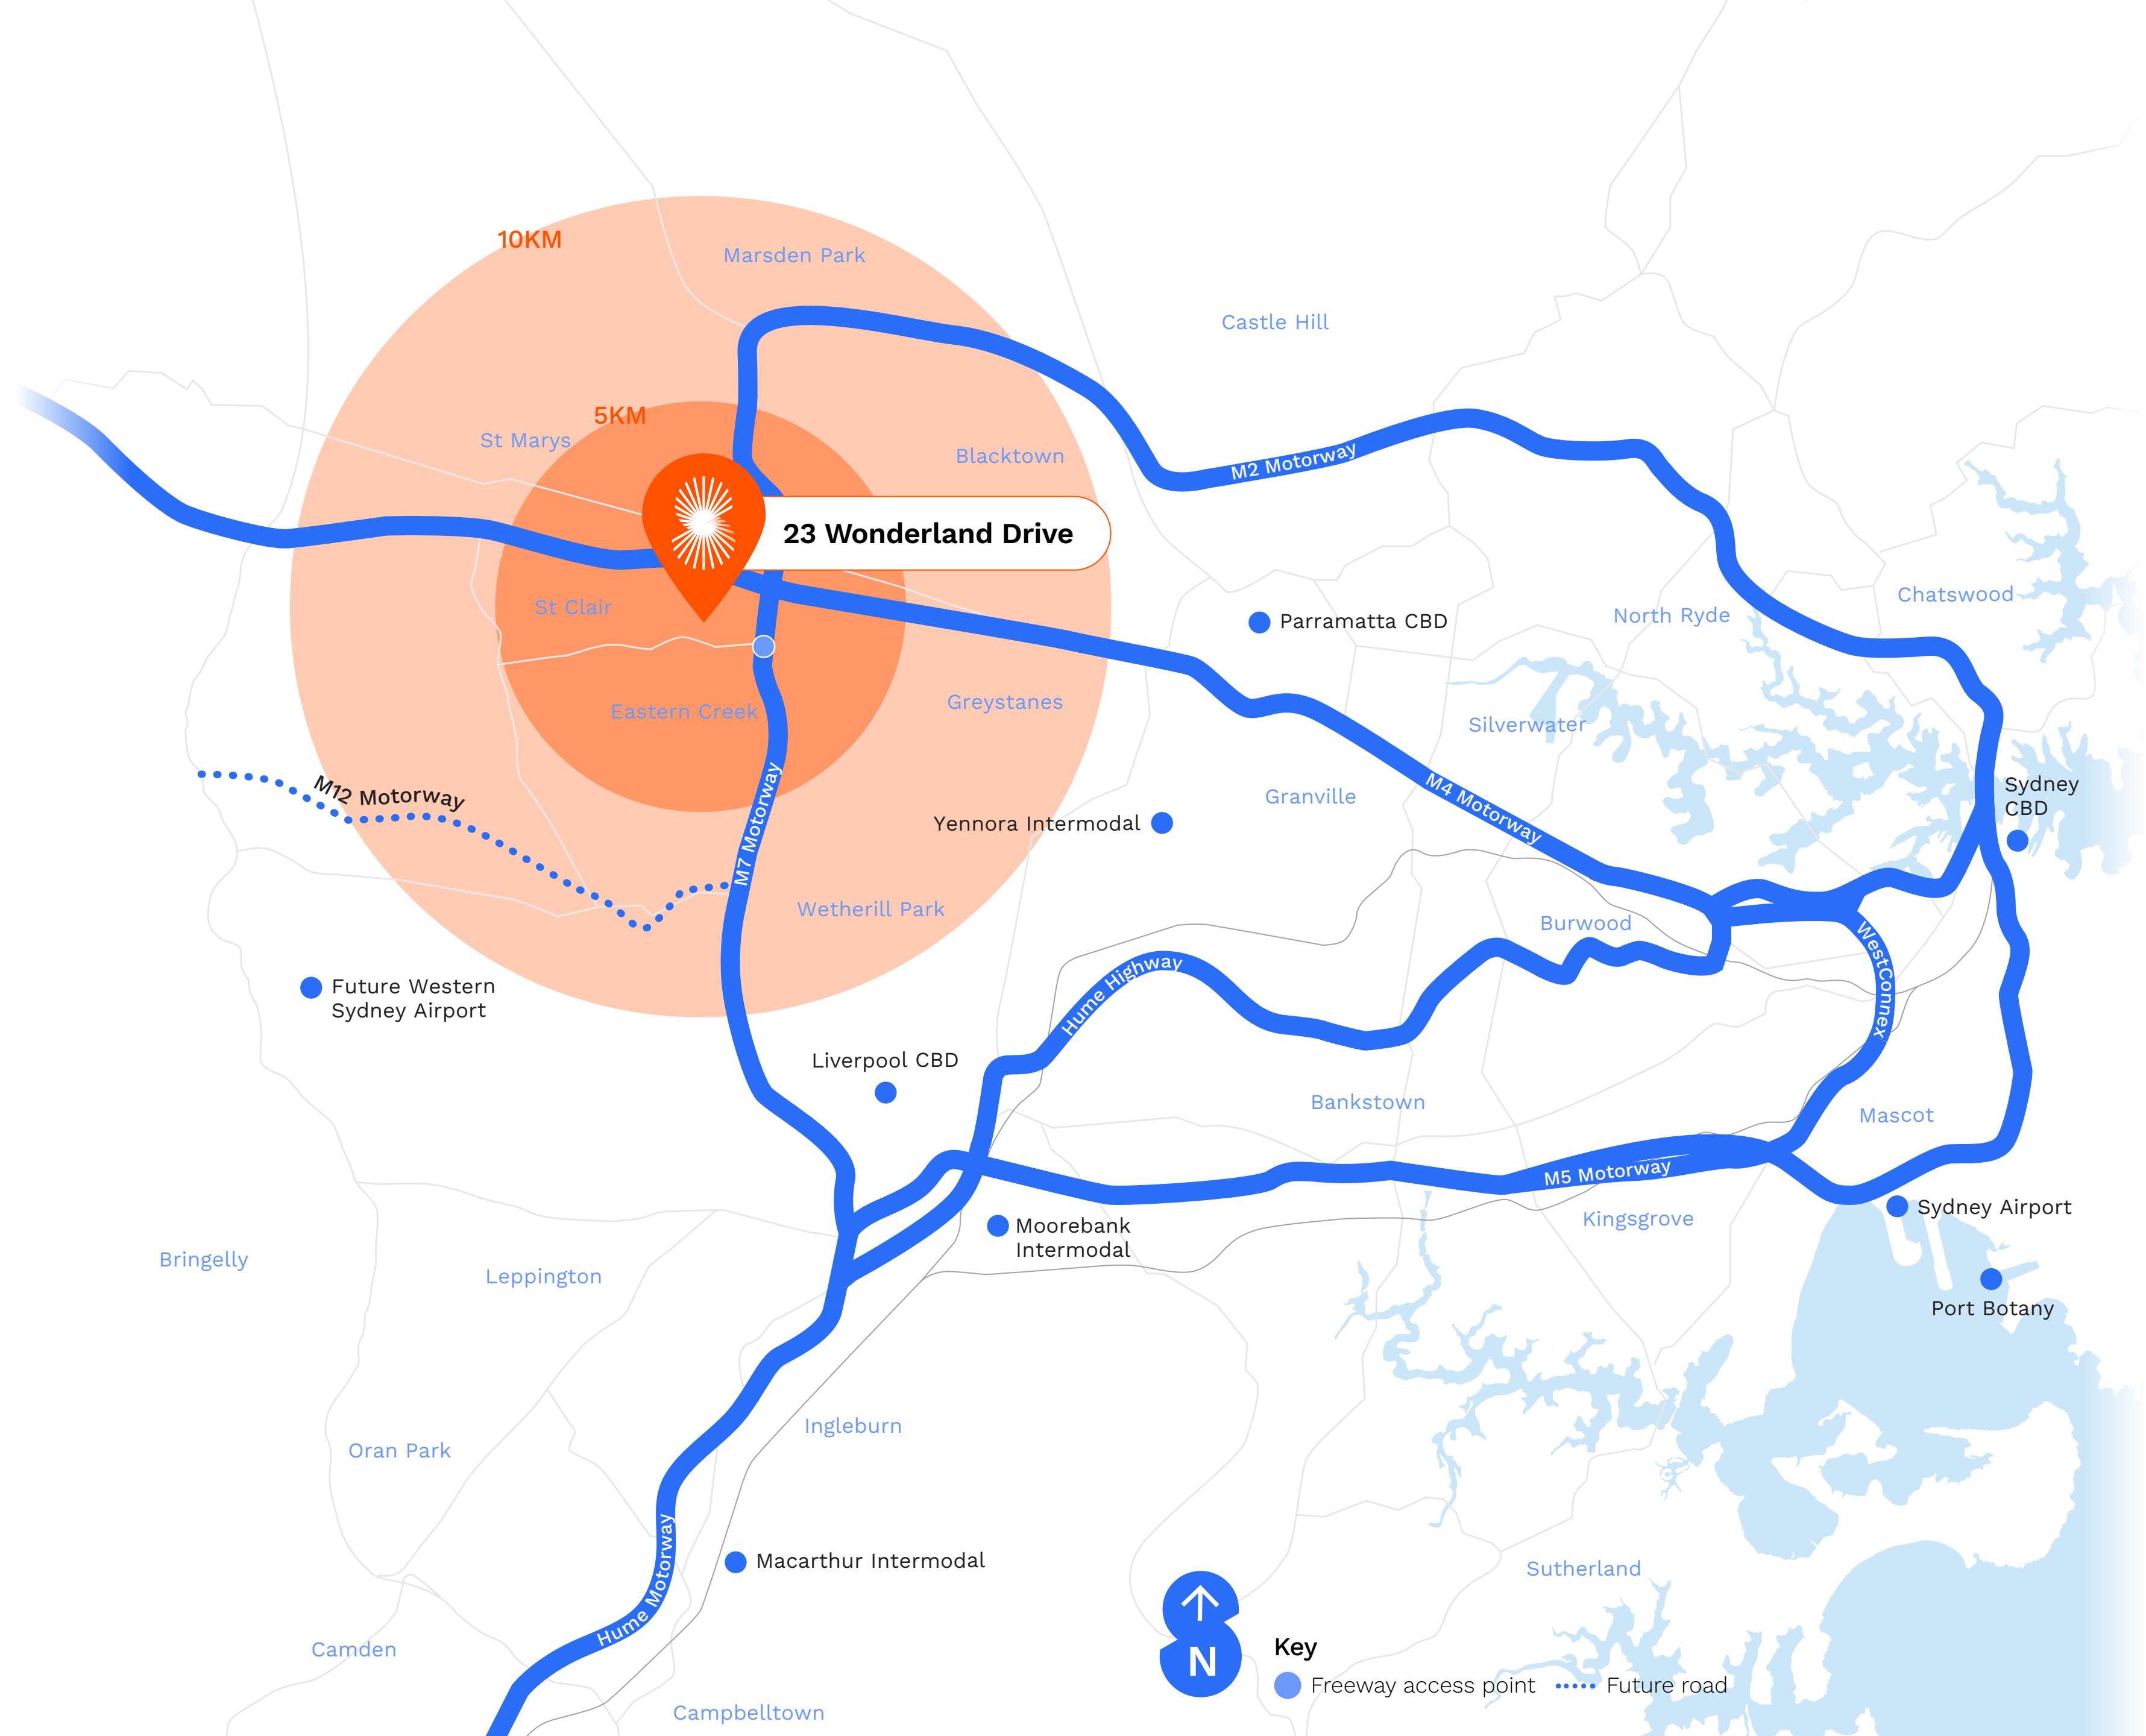 10KM
Marsden Park
Castle Hill
5KM
St Marys
Blacktown
M2 Motorway
23 Wonderland Drive
St Clair
Parramatta CBD
North Ryde
Chatswood
Eastern Creek
Greystanes
Silverwater
M12 Motorway
M7 Motorway
Yennora Intermodal
Granville
M4 Motorway
Sydney
CBD
Wetherill Park
Burwood
WestConnex
Future Western
Sydney Airport
Hume Highway
Liverpool CBD
Bankstown
Mascot
M5 Motorway
Moorebank
Intermodal
Kingsgrove
Sydney Airport
Bringelly
Leppington
Port Botany
Ingleburn
Oran Park
Hume Motorway
Macarthur Intermodal
Sutherland
Camden
Campbelltown
N
Key
Freeway access point
Future road